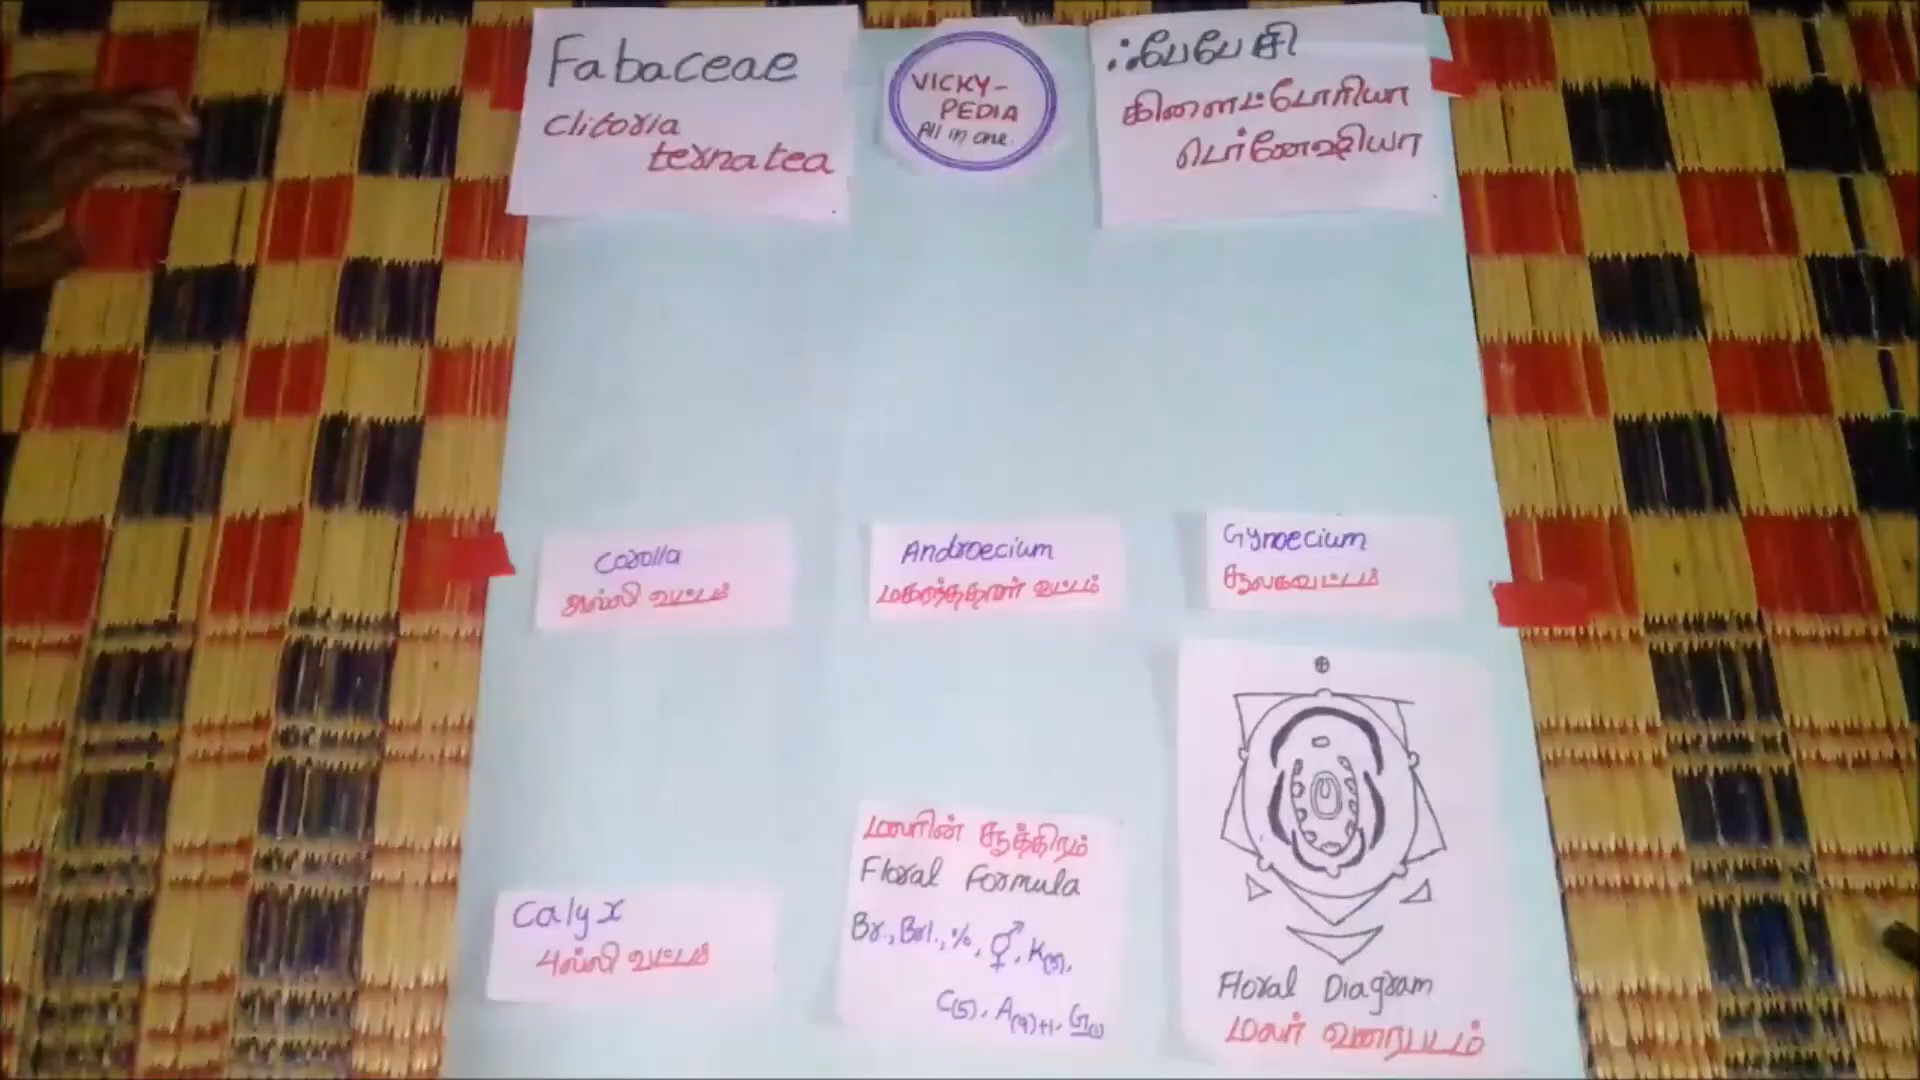 Fabaceae
Clitoria
ternatea
VICKY-
PEDIA
All in one.
ஃபேபேசி
கிளைட்டோரியா
டெர்னேஷியா
Corolla
அல்லி வட்டம்
Androecium
மகரந்ததாள் வட்டம்
Gynoecium
சூலகவட்டம்
Calyx
புல்லி வட்டம்
மலரின் சூத்திரம்
Floral Formula
Br., Brl., %, ⚥, K(5),
C(5), A(9)+1,
⊕
Floral Diagram
மலர் வரைபடம்